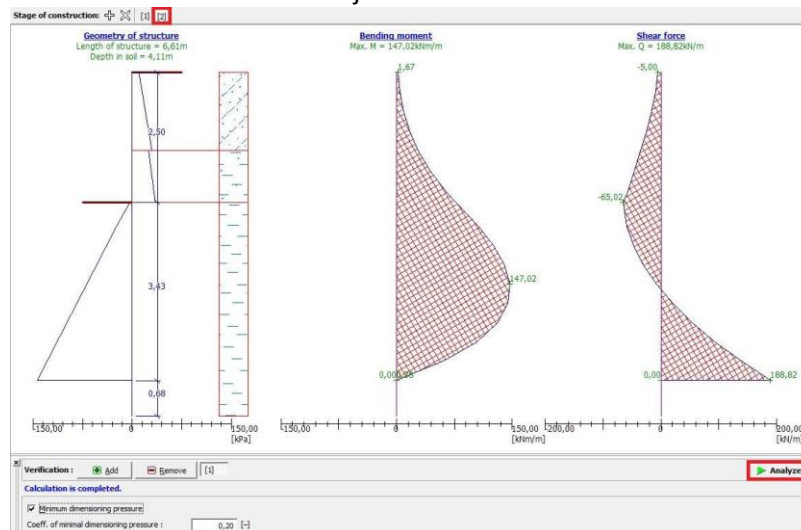 Stage of construction: [1] [2]
Geometry of structure
Length of structure = 6,61m
Depth in soil = 4,11m
Bending moment
Max. M = 147,02kNm/m
Shear force
Max. Q = 188,82kN/m
1,67
-5,00
2,50
-65,02
3,43
147,02
0,00
0,00
188,82
0,68
-150,00 0 150,00
[kPa]
-150,00 0 150,00
[kNm/m]
-200,00 0 200,00
[kN/m]
Verification : Add Remove [1] Analyze
Calculation is completed.
Minimum dimensioning pressure
Coeff. of minimal dimensioning pressure : 0,20 [-]